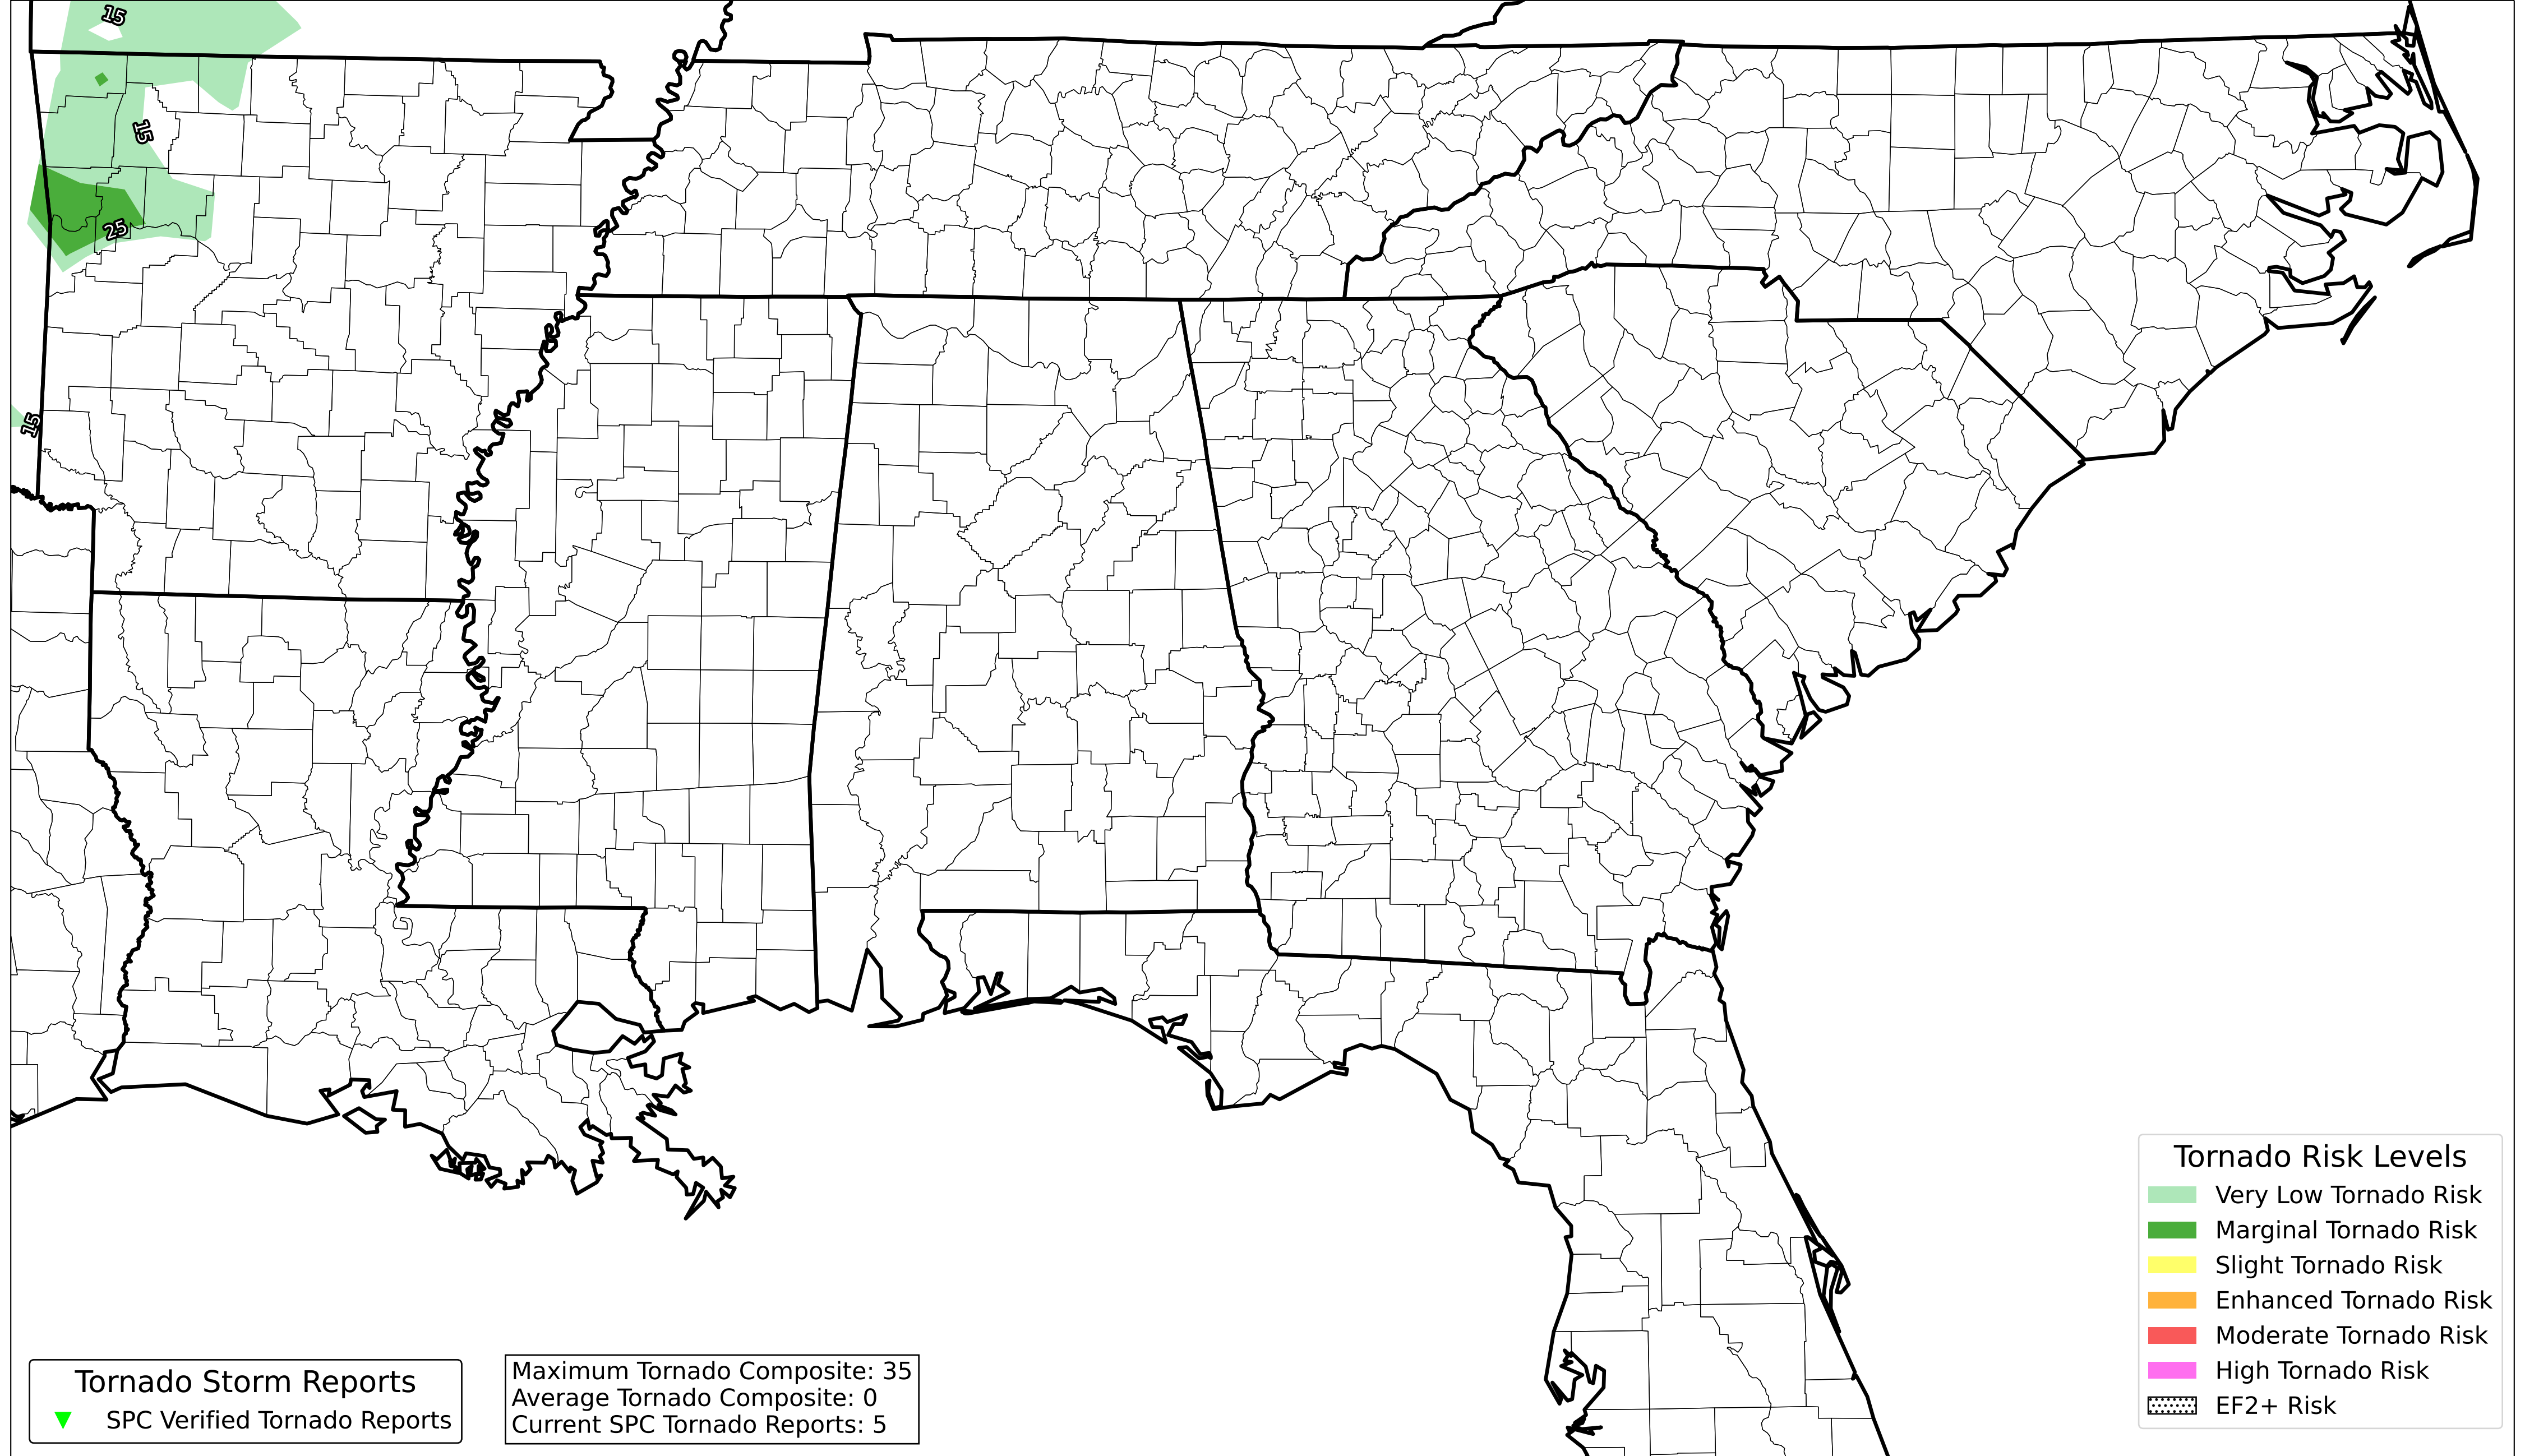 15
15
25
15
Tornado Risk Levels
Very Low Tornado Risk
Marginal Tornado Risk
Slight Tornado Risk
Enhanced Tornado Risk
Moderate Tornado Risk
High Tornado Risk
EF2+ Risk
Tornado Storm Reports
SPC Verified Tornado Reports
Maximum Tornado Composite: 35
Average Tornado Composite: 0
Current SPC Tornado Reports: 5